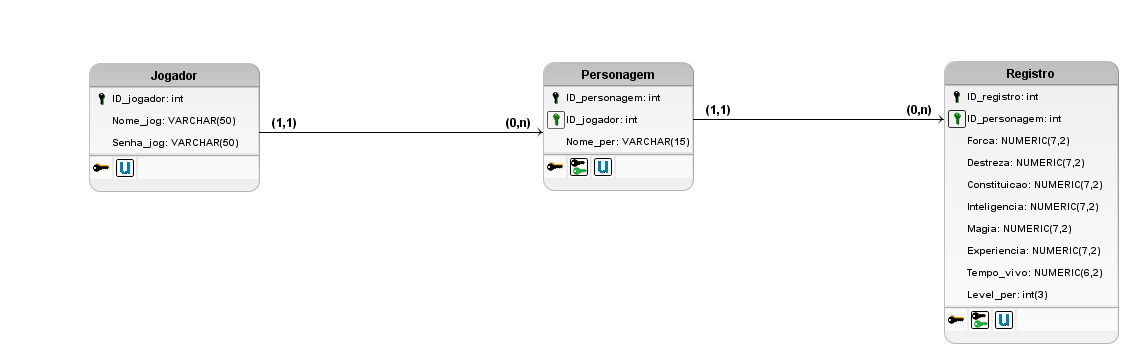 Jogador
ID_jogador: int
Nome_jog: VARCHAR(50)
Senha_jog: VARCHAR(50)
U
(1,1)
(0,n)
Personagem
ID_personagem: int
ID_jogador: int
Nome_per: VARCHAR(15)
U
(1,1)
(0,n)
Registro
ID_registro: int
ID_personagem: int
Forca: NUMERIC(7,2)
Destreza: NUMERIC(7,2)
Constituicao: NUMERIC(7,2)
Inteligencia: NUMERIC(7,2)
Magia: NUMERIC(7,2)
Experiencia: NUMERIC(7,2)
Tempo_vivo: NUMERIC(6,2)
Level_per: int(3)
U